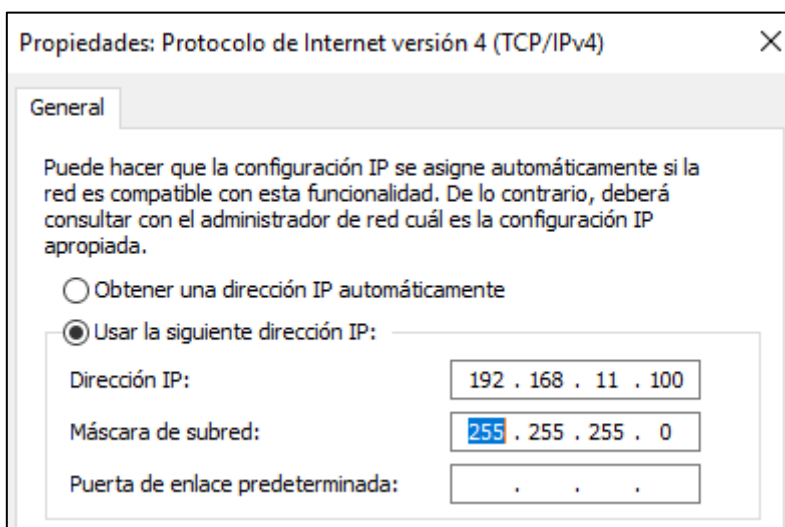 Propiedades: Protocolo de Internet versión 4 (TCP/IPv4)
General
Puede hacer que la configuración IP se asigne automáticamente si la
red es compatible con esta funcionalidad. De lo contrario, deberá
consultar con el administrador de red cuál es la configuración IP
apropiada.
Obtener una dirección IP automáticamente
Usar la siguiente dirección IP:
Dirección IP: 192 . 168 . 11 . 100
Máscara de subred: 255 . 255 . 255 . 0
Puerta de enlace predeterminada: . . .